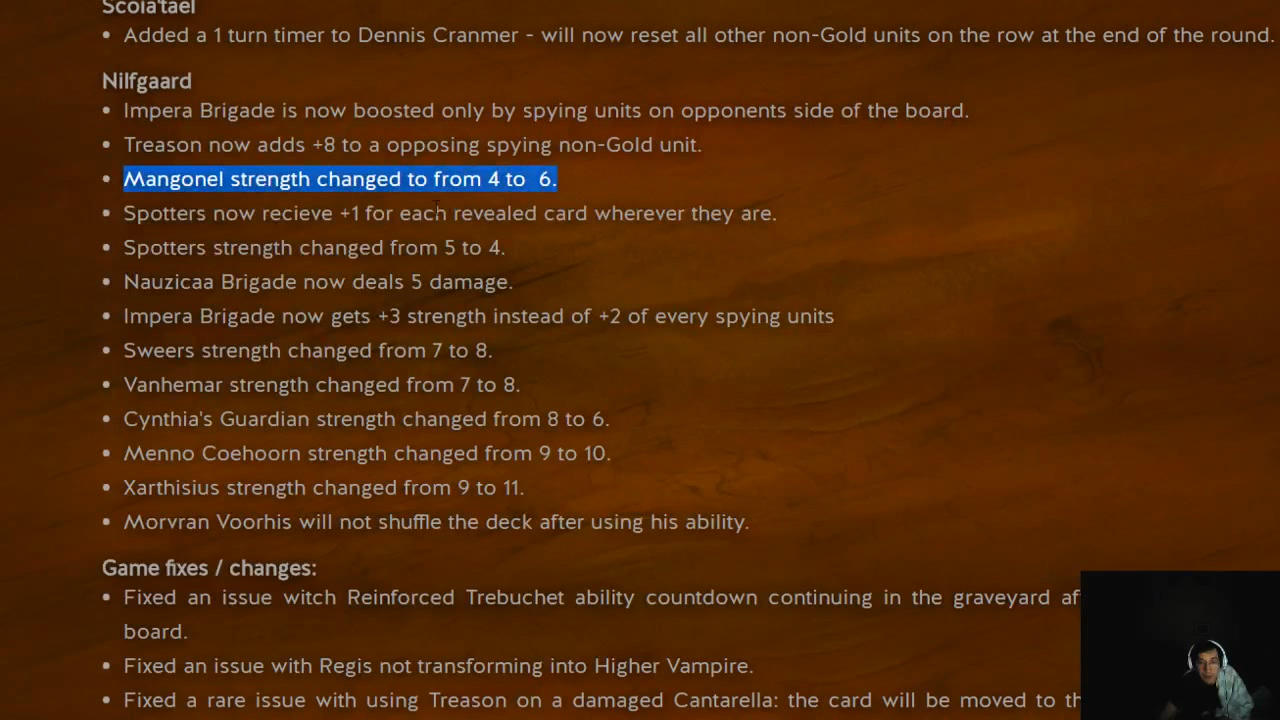 Scoia'tael
• Added a 1 turn timer to Dennis Cranmer - will now reset all other non-Gold units on the row at the end of the round.
Nilfgaard
• Impera Brigade is now boosted only by spying units on opponents side of the board.
• Treason now adds +8 to a opposing spying non-Gold unit.
• Mangonel strength changed to from 4 to  6.
• Spotters now recieve +1 for each revealed card wherever they are.
• Spotters strength changed from 5 to 4.
• Nauzicaa Brigade now deals 5 damage.
• Impera Brigade now gets +3 strength instead of +2 of every spying units
• Sweers strength changed from 7 to 8.
• Vanhemar strength changed from 7 to 8.
• Cynthia's Guardian strength changed from 8 to 6.
• Menno Coehoorn strength changed from 9 to 10.
• Xarthisius strength changed from 9 to 11.
• Morvran Voorhis will not shuffle the deck after using his ability.
Game fixes / changes:
• Fixed an issue witch Reinforced Trebuchet ability countdown continuing in the graveyard
board.
• Fixed an issue with Regis not transforming into Higher Vampire.
• Fixed a rare issue with using Treason on a damaged Cantarella: the card will be moved to